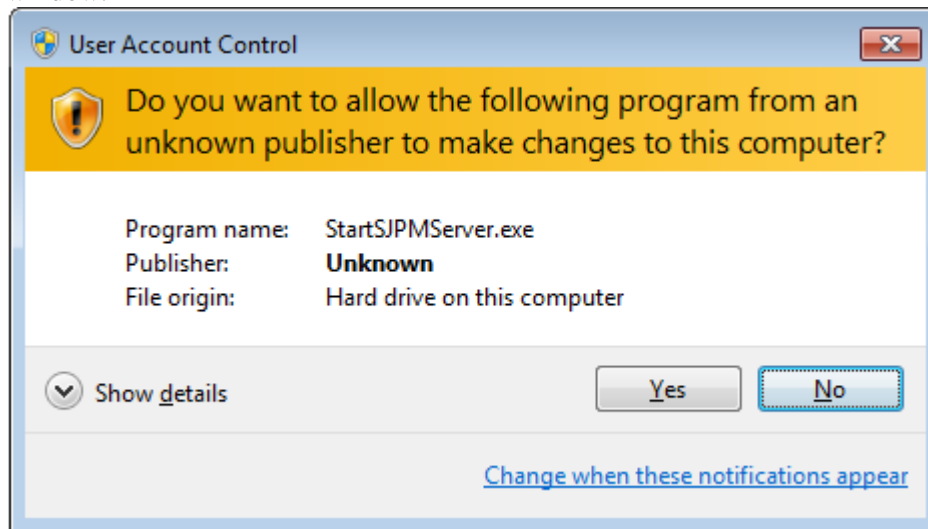 User Account Control
Do you want to allow the following program from an
unknown publisher to make changes to this computer?
Program name: StartSJPMServer.exe
Publisher: Unknown
File origin: Hard drive on this computer
Show details
Yes
No
Change when these notifications appear